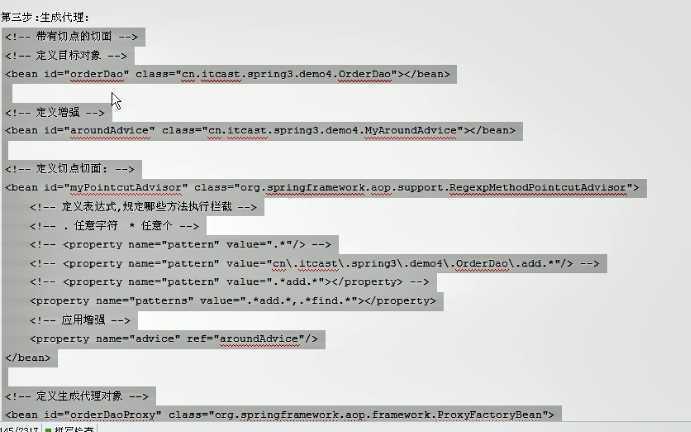 第三步:生成代理:
<!-- 带有切点的切面 -->
<!-- 定义目标对象 -->
<bean id="orderDao" class="cn.itcast.spring3.demo4.OrderDao"></bean>
<!-- 定义增强 -->
<bean id="aroundAdvice" class="cn.itcast.spring3.demo4.MyAroundAdvice"></bean>
<!-- 定义切点切面: -->
<bean id="myPointcutAdvisor" class="org.springframework.aop.support.RegexpMethodPointcutAdvisor">
<!-- 定义表达式,规定哪些方法执行拦截 -->
<!-- . 任意字符  * 任意个 -->
<!-- <property name="pattern" value=".*"/> -->
<!-- <property name="pattern" value="cn\.itcast\.spring3\.demo4\.OrderDao\.add.*"/> -->
<!-- <property name="pattern" value=".*add.*"></property> -->
<property name="patterns" value=".*add.*,.*find.*"></property>
<!-- 应用增强 -->
<property name="advice" ref="aroundAdvice"/>
</bean>
<!-- 定义生成代理对象 -->
<bean id="orderDaoProxy" class="org.springframework.aop.framework.ProxyFactoryBean">
145/2317 拼写检查